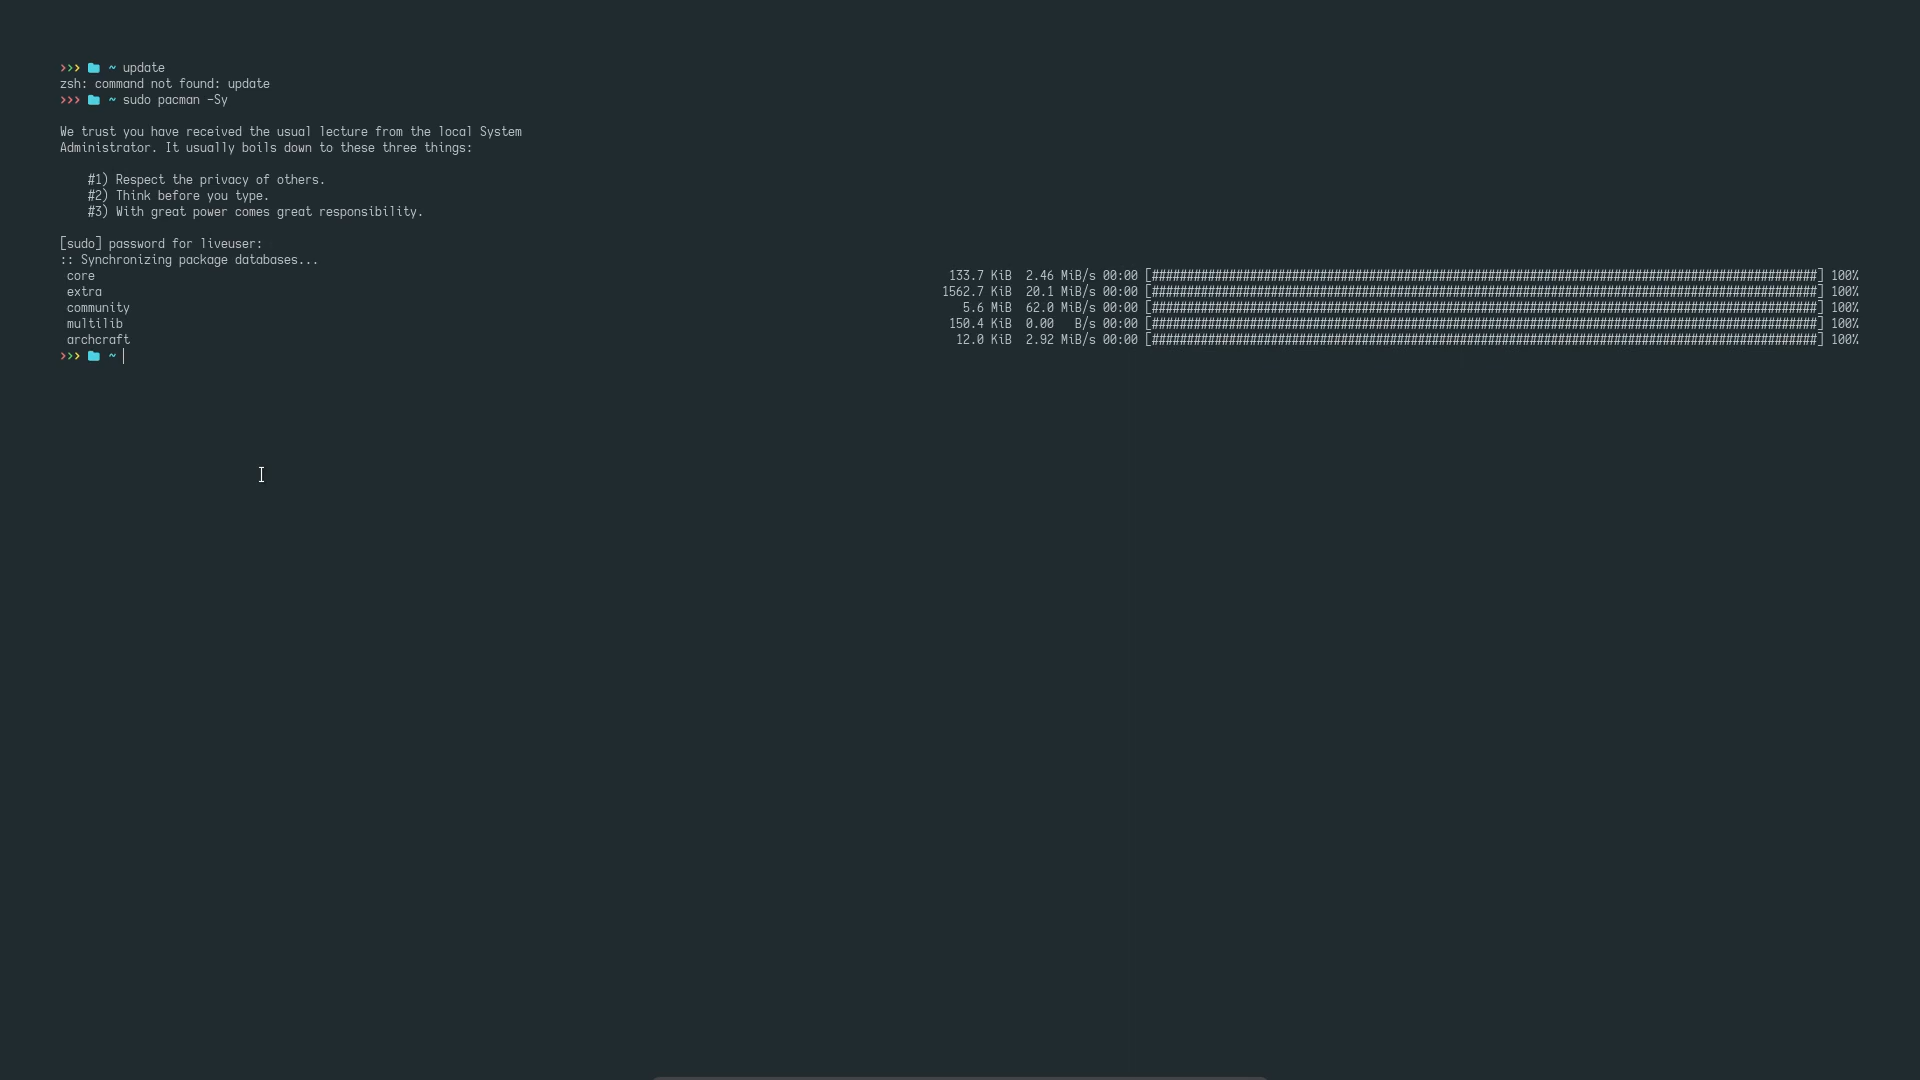 >>> ~ update
zsh: command not found: update
>>> ~ sudo pacman -Sy
We trust you have received the usual lecture from the local System
Administrator. It usually boils down to these three things:
#1) Respect the privacy of others.
#2) Think before you type.
#3) With great power comes great responsibility.
[sudo] password for liveuser:
:: Synchronizing package databases...
core 133.7 KiB 2.46 MiB/s 00:00 [###############################################################################################] 100%
extra 1562.7 KiB 20.1 MiB/s 00:00 [###############################################################################################] 100%
community 5.6 MiB 62.0 MiB/s 00:00 [###############################################################################################] 100%
multilib 150.4 KiB 0.00 B/s 00:00 [###############################################################################################] 100%
archcraft 12.0 KiB 2.92 MiB/s 00:00 [###############################################################################################] 100%
>>> ~